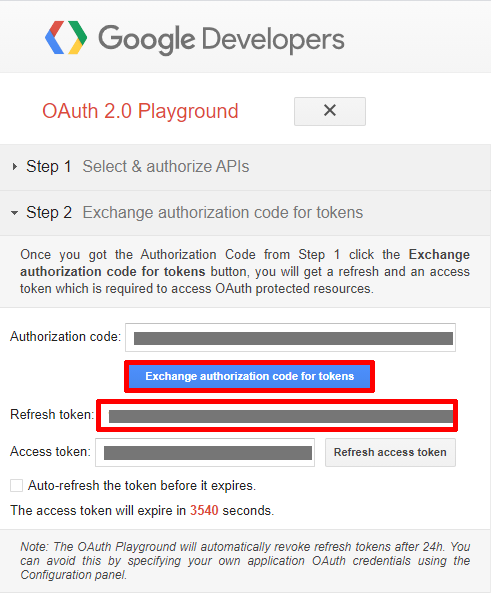 Google Developers
OAuth 2.0 Playground
Step 1 Select & authorize APIs
Step 2 Exchange authorization code for tokens
Once you got the Authorization Code from Step 1 click the Exchange
authorization code for tokens button, you will get a refresh and an access
token which is required to access OAuth protected resources.
Authorization code:
Exchange authorization code for tokens
Refresh token:
Access token:
Refresh access token
Auto-refresh the token before it expires.
The access token will expire in 3540 seconds.
Note: The OAuth Playground will automatically revoke refresh tokens after 24h. You
can avoid this by specifying your own application OAuth credentials using the
Configuration panel.